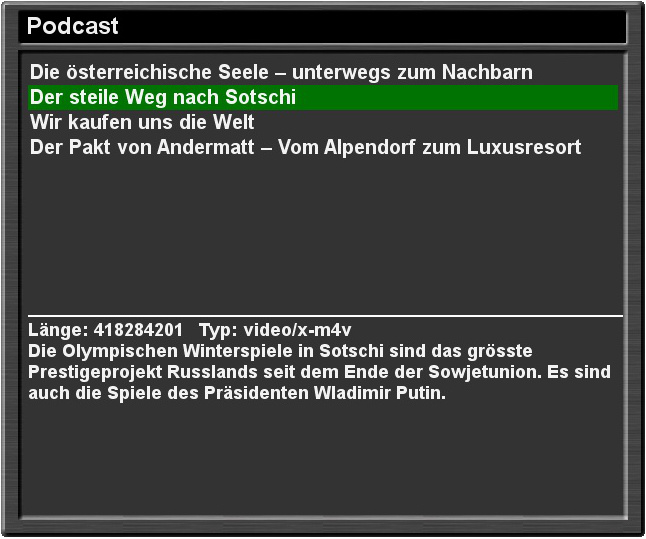 Podcast
Die österreichische Seele – unterwegs zum Nachbarn
Der steile Weg nach Sotschi
Wir kaufen uns die Welt
Der Pakt von Andermatt – Vom Alpendorf zum Luxusresort
Länge: 418284201 Typ: video/x-m4v
Die Olympischen Winterspiele in Sotschi sind das grösste
Prestigeprojekt Russlands seit dem Ende der Sowjetunion. Es sind
auch die Spiele des Präsidenten Wladimir Putin.